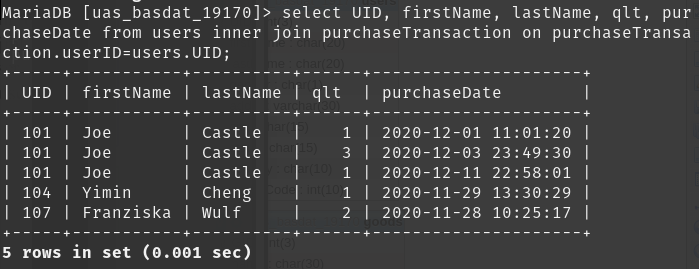 MariaDB [uas_basdat_19170]> select UID, firstName, lastName, qlt, pur
chaseDate from users inner join purchaseTransaction on purchaseTransa
ction.userID=users.UID;
+-----+-----------+----------+-----+---------------------+
| UID | firstName | lastName | qlt | purchaseDate        |
+-----+-----------+----------+-----+---------------------+
| 101 | Joe       | Castle   |   1 | 2020-12-01 11:01:20 |
| 101 | Joe       | Castle   |   3 | 2020-12-03 23:49:30 |
| 101 | Joe       | Castle   |   1 | 2020-12-11 22:58:01 |
| 104 | Yimin     | Cheng    |   1 | 2020-11-29 13:30:29 |
| 107 | Franziska | Wulf     |   2 | 2020-11-28 10:25:17 |
+-----+-----------+----------+-----+---------------------+
5 rows in set (0.001 sec)